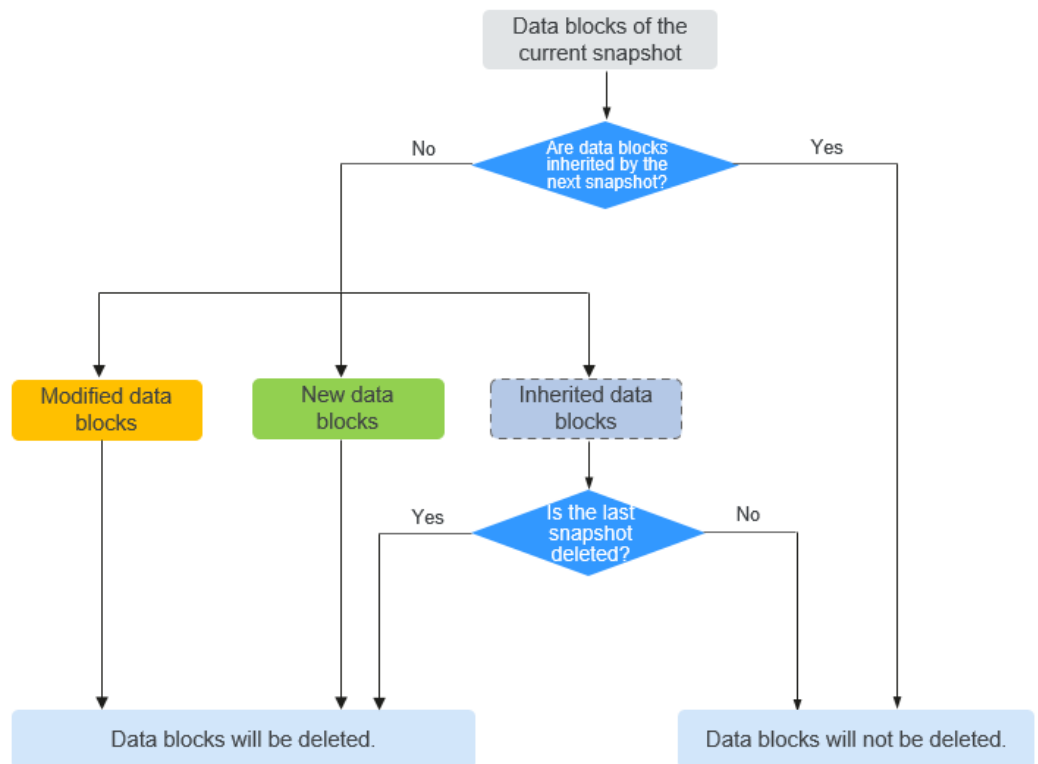 Data blocks of the
current snapshot
No
Are data blocks
inherited by the
next snapshot?
Yes
Modified data
blocks
New data
blocks
Inherited data
blocks
Yes
Is the last
snapshot
deleted?
No
Data blocks will be deleted.
Data blocks will not be deleted.